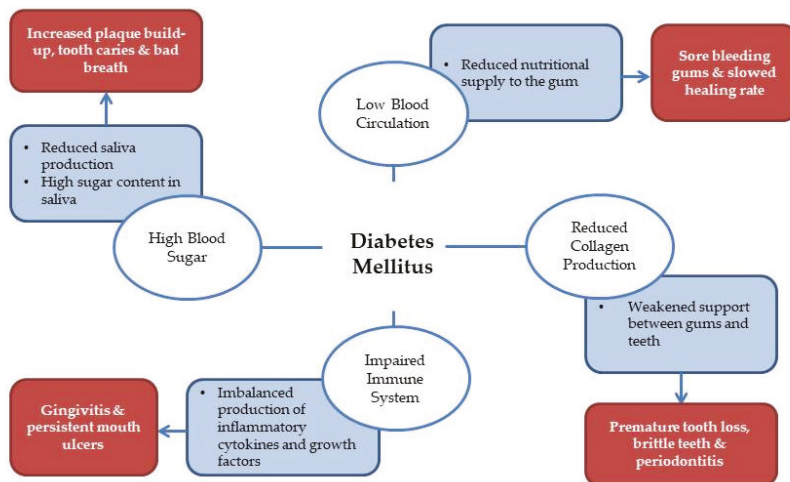 Increased plaque build-
up, tooth caries & bad
breath
• Reduced saliva
production
• High sugar content in
saliva
High Blood
Sugar
Low Blood
Circulation
• Reduced nutritional
supply to the gum
Sore bleeding
gums & slowed
healing rate
Diabetes
Mellitus
Reduced
Collagen
Production
• Weakened support
between gums and
teeth
Premature tooth loss,
brittle teeth &
periodontitis
Impaired
Immune
System
• Imbalanced
production of
inflammatory
cytokines and growth
factors
Gingivitis &
persistent mouth
ulcers